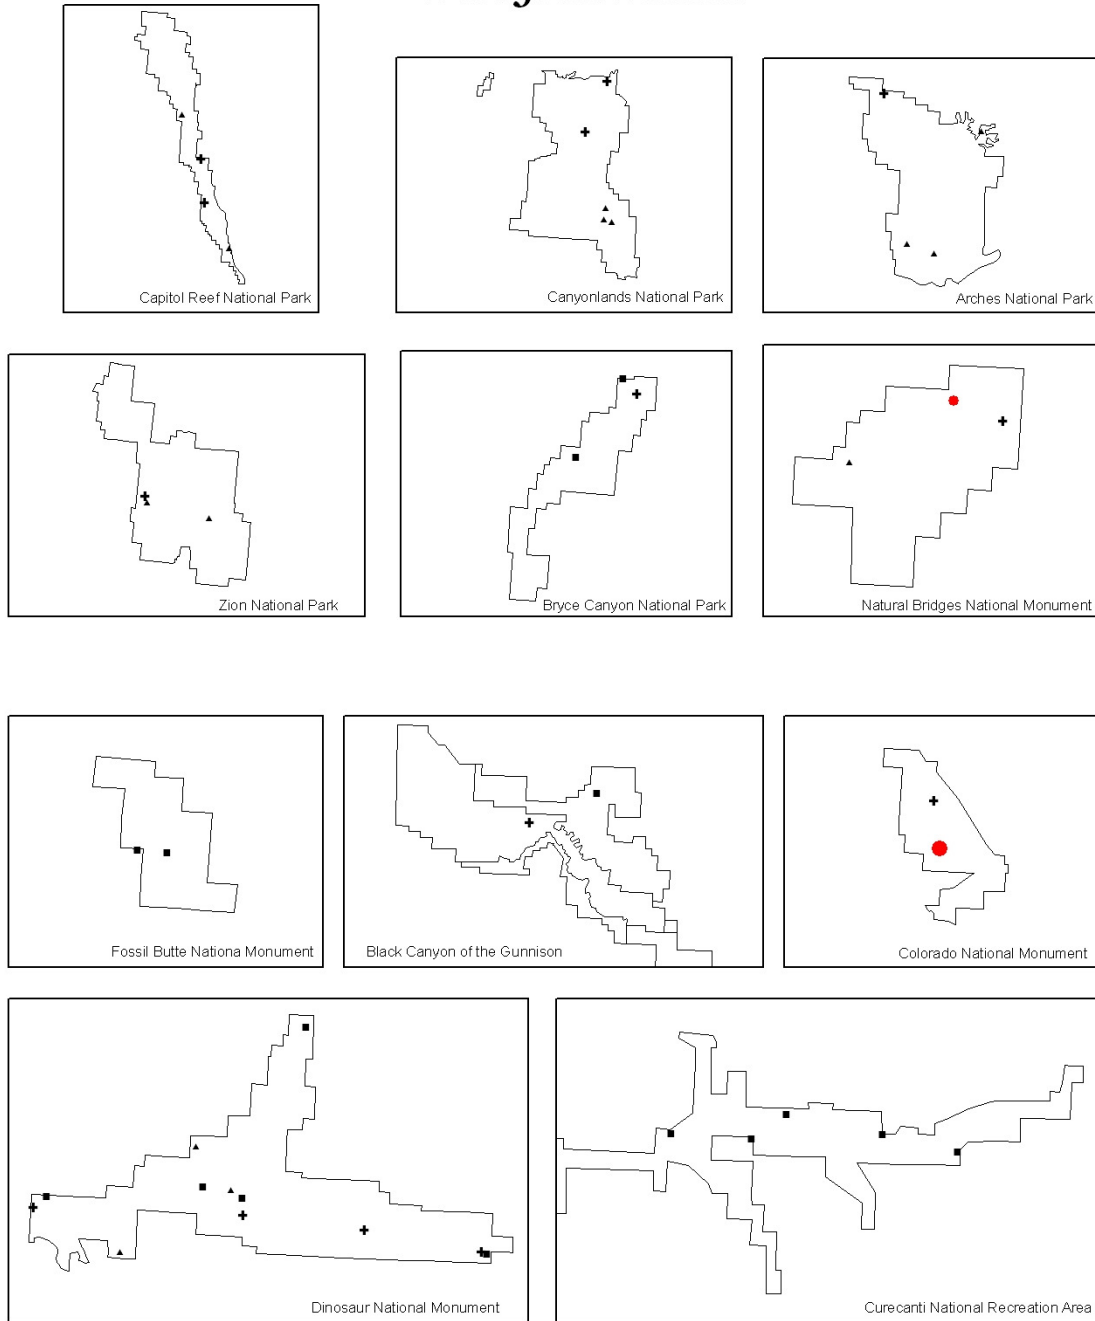 Capitol Reef National Park
Canyonlands National Park
Arches National Park
Zion National Park
Bryce Canyon National Park
Natural Bridges National Monument
Fossil Butte Nationa Monument
Black Canyon of the Gunnison
Colorado National Monument
Dinosaur National Monument
Curecanti National Recreation Area